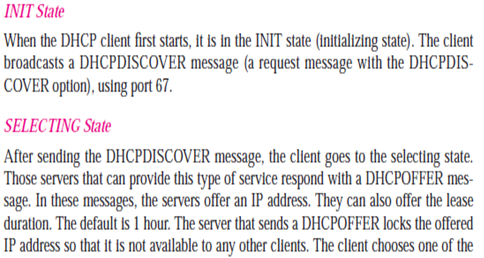 INIT State
When the DHCP client first starts, it is in the INIT state (initializing state). The client
broadcasts a DHCPDISCOVER message (a request message with the DHCPDIS-
COVER option), using port 67.
SELECTING State
After sending the DHCPDISCOVER message, the client goes to the selecting state.
Those servers that can provide this type of service respond with a DHCPOFFER mes-
sage. In these messages, the servers offer an IP address. They can also offer the lease
duration. The default is 1 hour. The server that sends a DHCPOFFER locks the offered
IP address so that it is not available to any other clients. The client chooses one of the